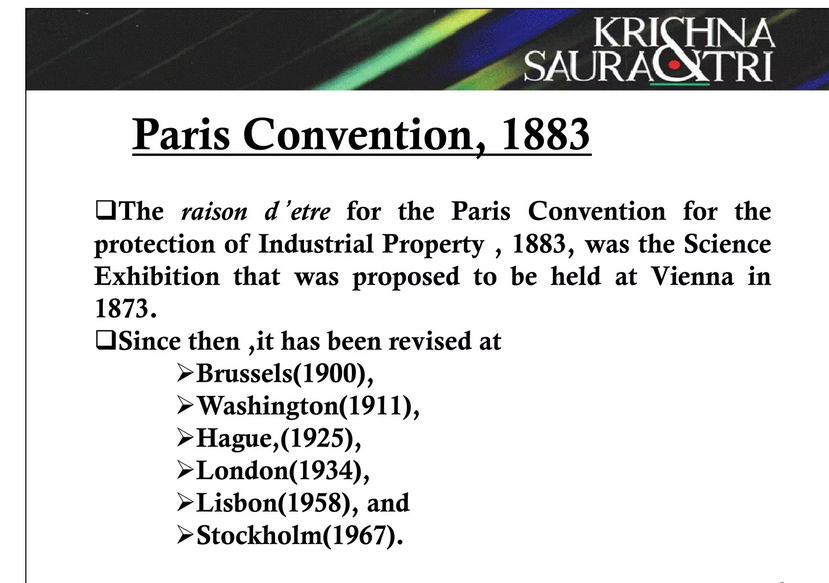 KRISHNA
SAURA&TRI
Paris Convention, 1883
❑The raison d'etre for the Paris Convention for the
protection of Industrial Property , 1883, was the Science
Exhibition that was proposed to be held at Vienna in
1873.
❑Since then ,it has been revised at
➢Brussels(1900),
➢Washington(1911),
➢Hague,(1925),
➢London(1934),
➢Lisbon(1958), and
➢Stockholm(1967).